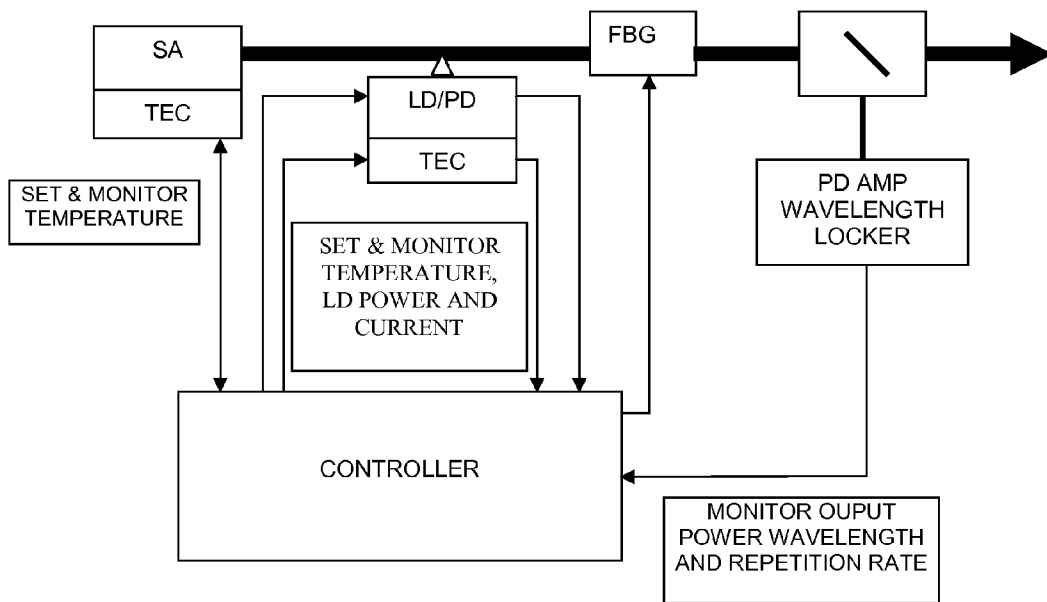 SA
TEC
FBG
LD/PD
TEC
SET & MONITOR
TEMPERATURE
SET & MONITOR
TEMPERATURE,
LD POWER AND
CURRENT
PD AMP
WAVELENGTH
LOCKER
CONTROLLER
MONITOR OUPUT
POWER WAVELENGTH
AND REPETITION RATE